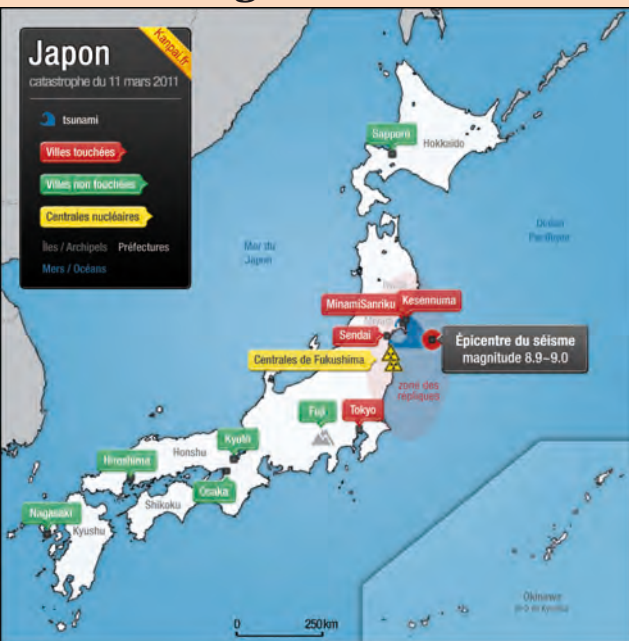 Japon
Kanpai.fr
catastrophe du 11 mars 2011
tsunami
Villes touchées
Villes non touchées
Centrales nucléaires
Îles / Archipels Préfectures
Mers / Océans
Sapporo
Hokkaido
Mer du
Japon
Océan
Pacifique
MinamiSanriku
Kesennuma
Sendai
Épicentre du séisme
magnitude 8.9–9.0
Centrales de Fukushima
zone des
répliques
Fuji
Tokyo
Kyoto
Honshu
Hiroshima
Osaka
Shikoku
Nagasaki
Kyushu
Okinawa
0 250km